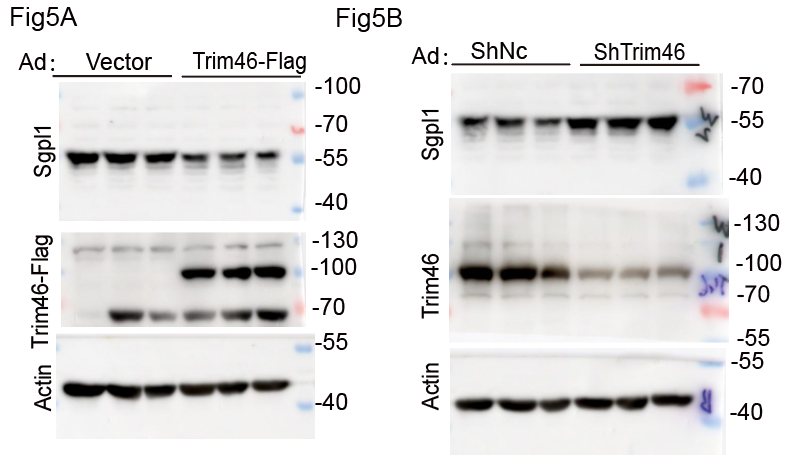 Fig5A
Ad: Vector Trim46-Flag
Sgpl1
-100
-70
-55
-40
Trim46-Flag
-130
-100
-70
Actin
-55
-40
Fig5B
Ad: ShNc ShTrim46
Sgpl1
-70
-55
-40
Trim46
-130
-100
-70
-55
Actin
-55
-40